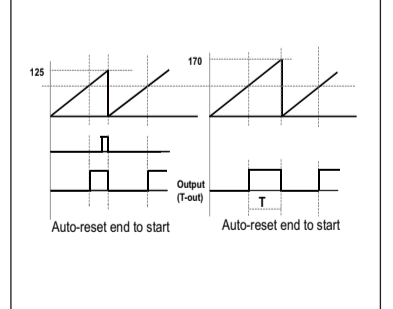 125
170
Output
(T-out)
T
Auto-reset end to start
Auto-reset end to start